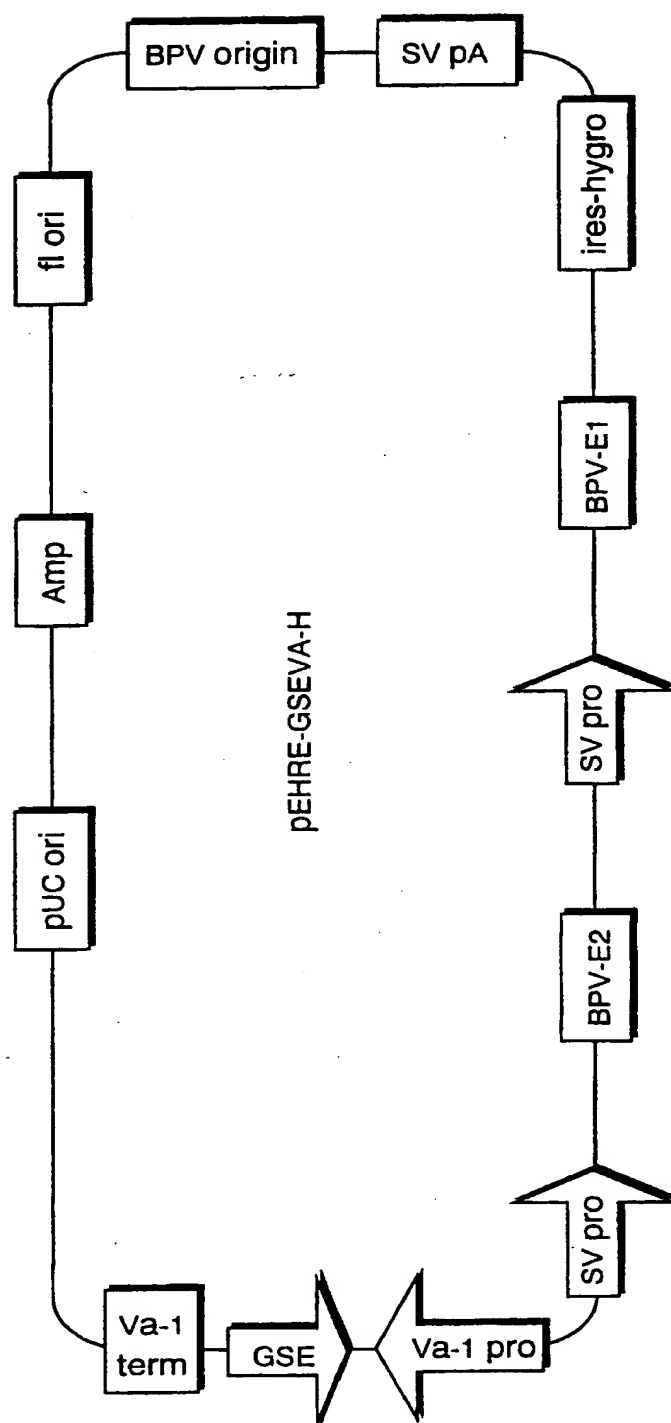 BPV origin
SV pA
fl ori
ires-hygro
Amp
BPV-E1
pEHRE-GSEVA-H
SV pro
pUC ori
BPV-E2
Va-1
term
GSE
Va-1 pro
SV pro